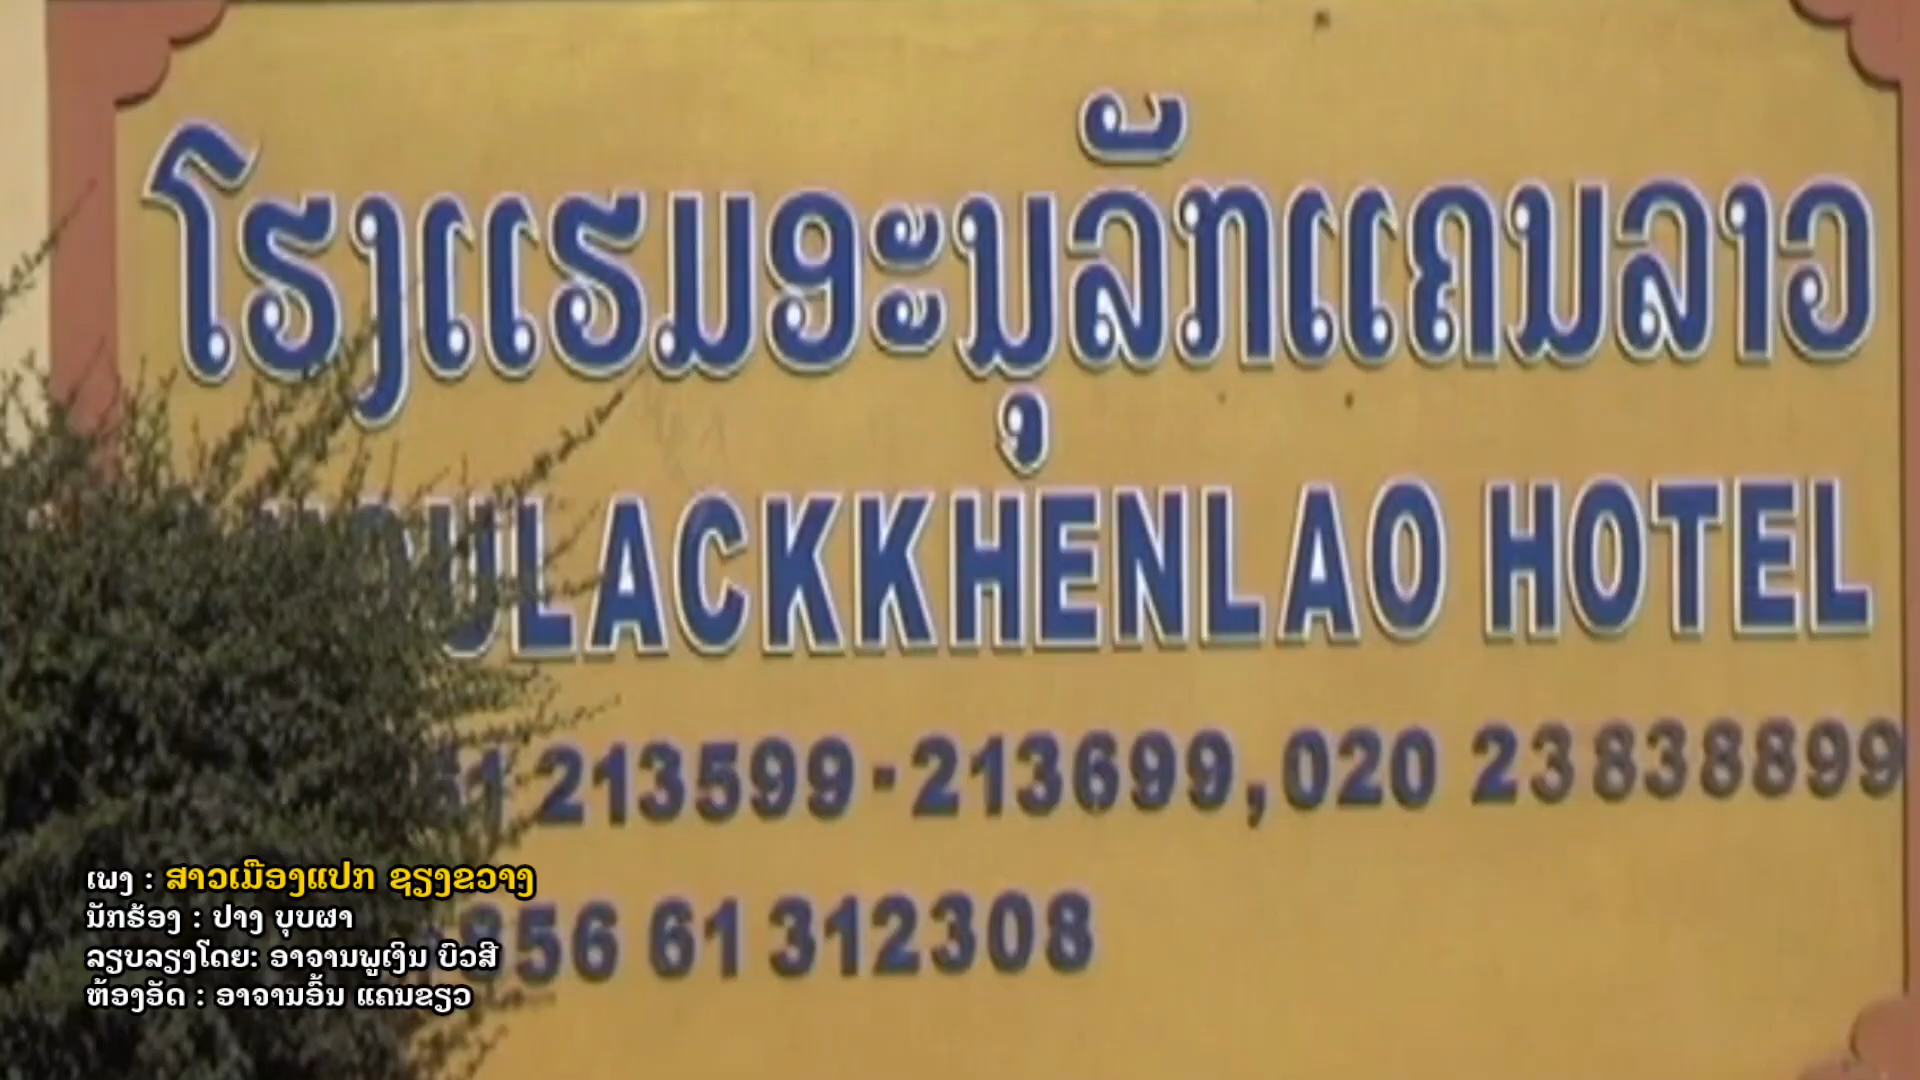 ໂຮງແຮມອະນຸລັກແຄນລາວ
ULACKKHENLAO HOTEL
61 213599-213699, 020 23838899
856 61 312308
ເພງ : ສາວເມືອງແປກ ຊຽງຂວາງ
ນັກຮ້ອງ : ປາງ ບຸບຜາ
ລຽບລຽງໂດຍ: ອາຈານພູເງິນ ບົວສີ
ຫ້ອງອັດ : ອາຈານອົ້ນ ແຄນຂຽວ